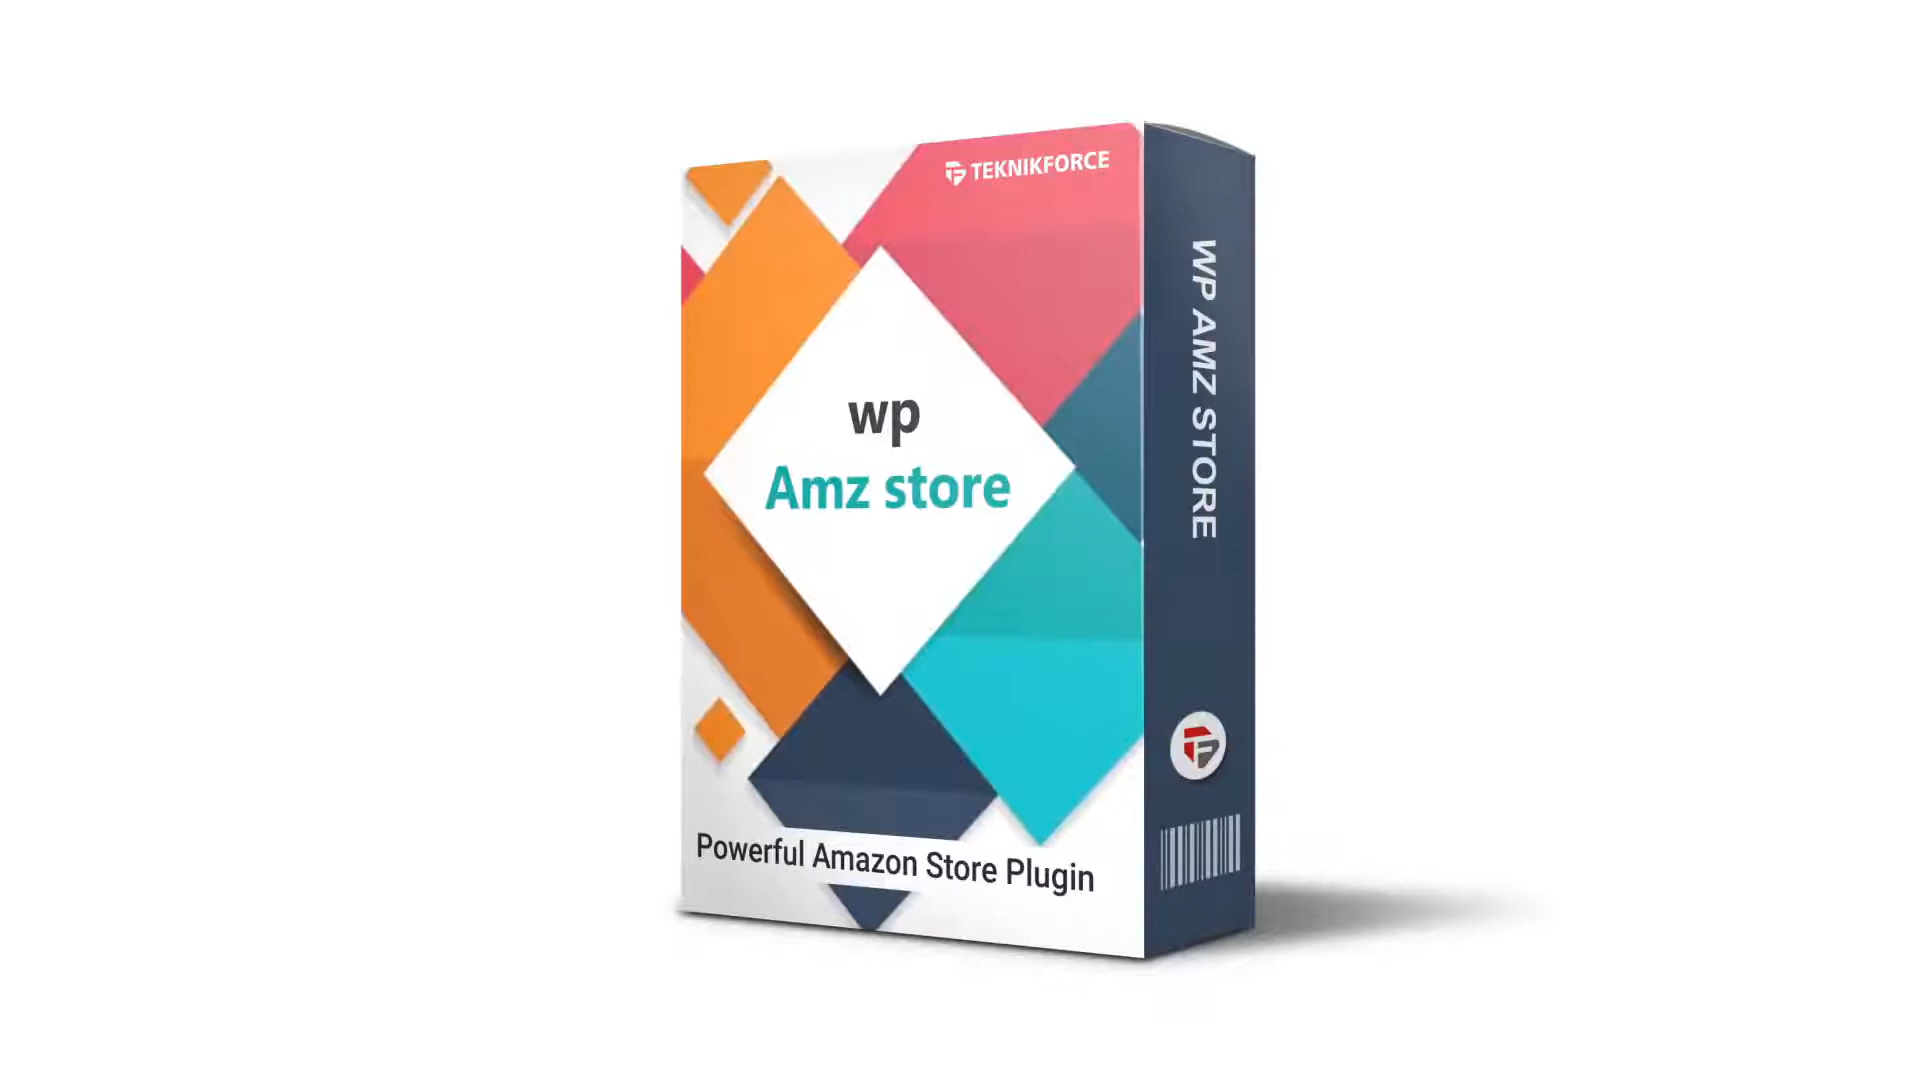 TEKNIKFORCE
wp
Amz store
Powerful Amazon Store Plugin
WP AMZ STORE